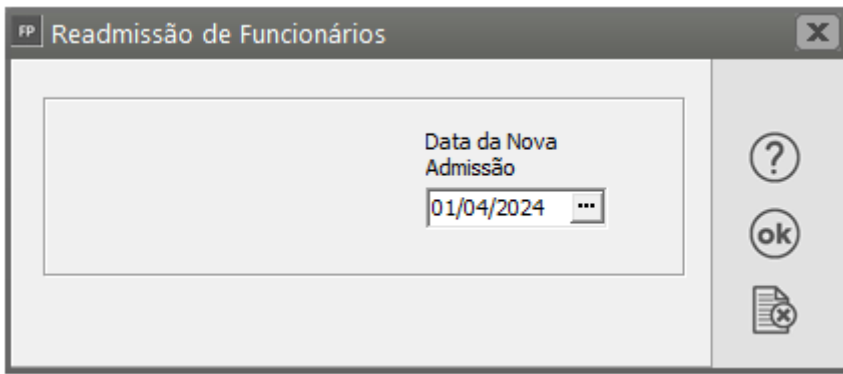 FP Readmissão de Funcionários
Data da Nova
Admissão
01/04/2024 ...
?
ok